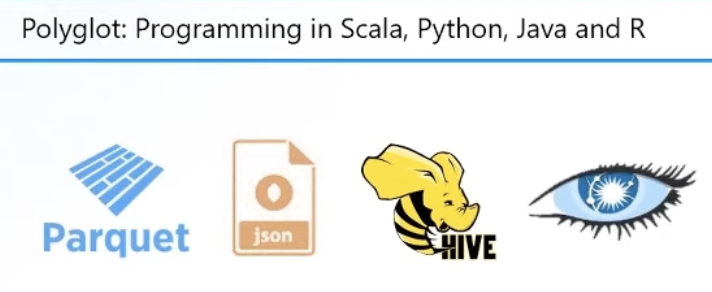 Polyglot: Programming in Scala, Python, Java and R
Parquet
json
HIVE